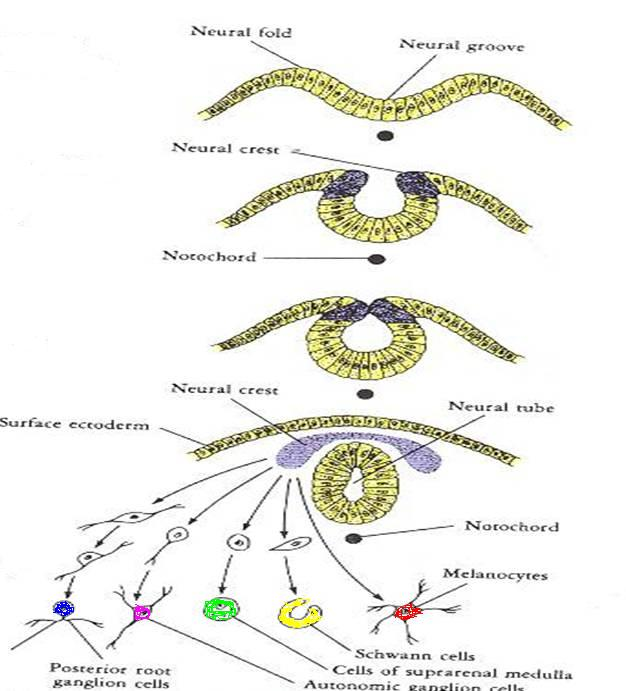 Neural fold
Neural groove
Neural crest
Notochord
Neural crest
Neural tube
Surface ectoderm
Notochord
Melanocytes
Schwann cells
Posterior root
ganglion cells
Cells of suprarenal medulla
Autonomic ganglion cells